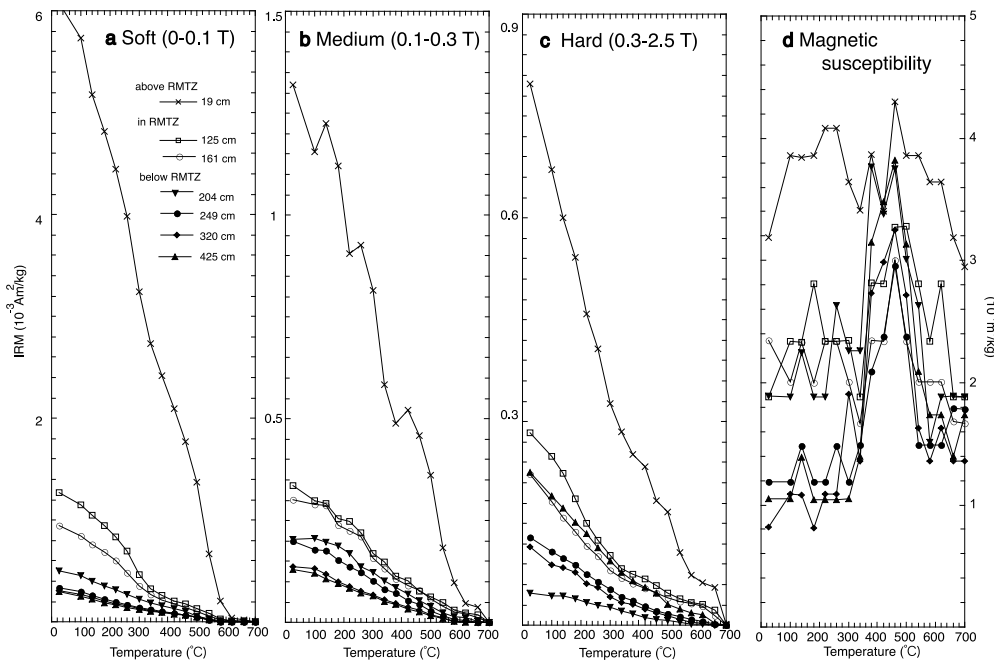 a Soft (0-0.1 T)
b Medium (0.1-0.3 T)
c Hard (0.3-2.5 T)
d Magnetic
susceptibility
above RMTZ
19 cm
in RMTZ
125 cm
161 cm
below RMTZ
204 cm
249 cm
320 cm
425 cm
IRM (10⁻³Am²/kg)
6
4
2
0 100 200 300 400 500 600 700
Temperature (°C)
1.5
1
0.5
0 100 200 300 400 500 600 700
Temperature (°C)
0.9
0.6
0.3
0 100 200 300 400 500 600 700
Temperature (°C)
5
4
3
2
1
m /kg)
0 100 200 300 400 500 600 700
Temperature (°C)